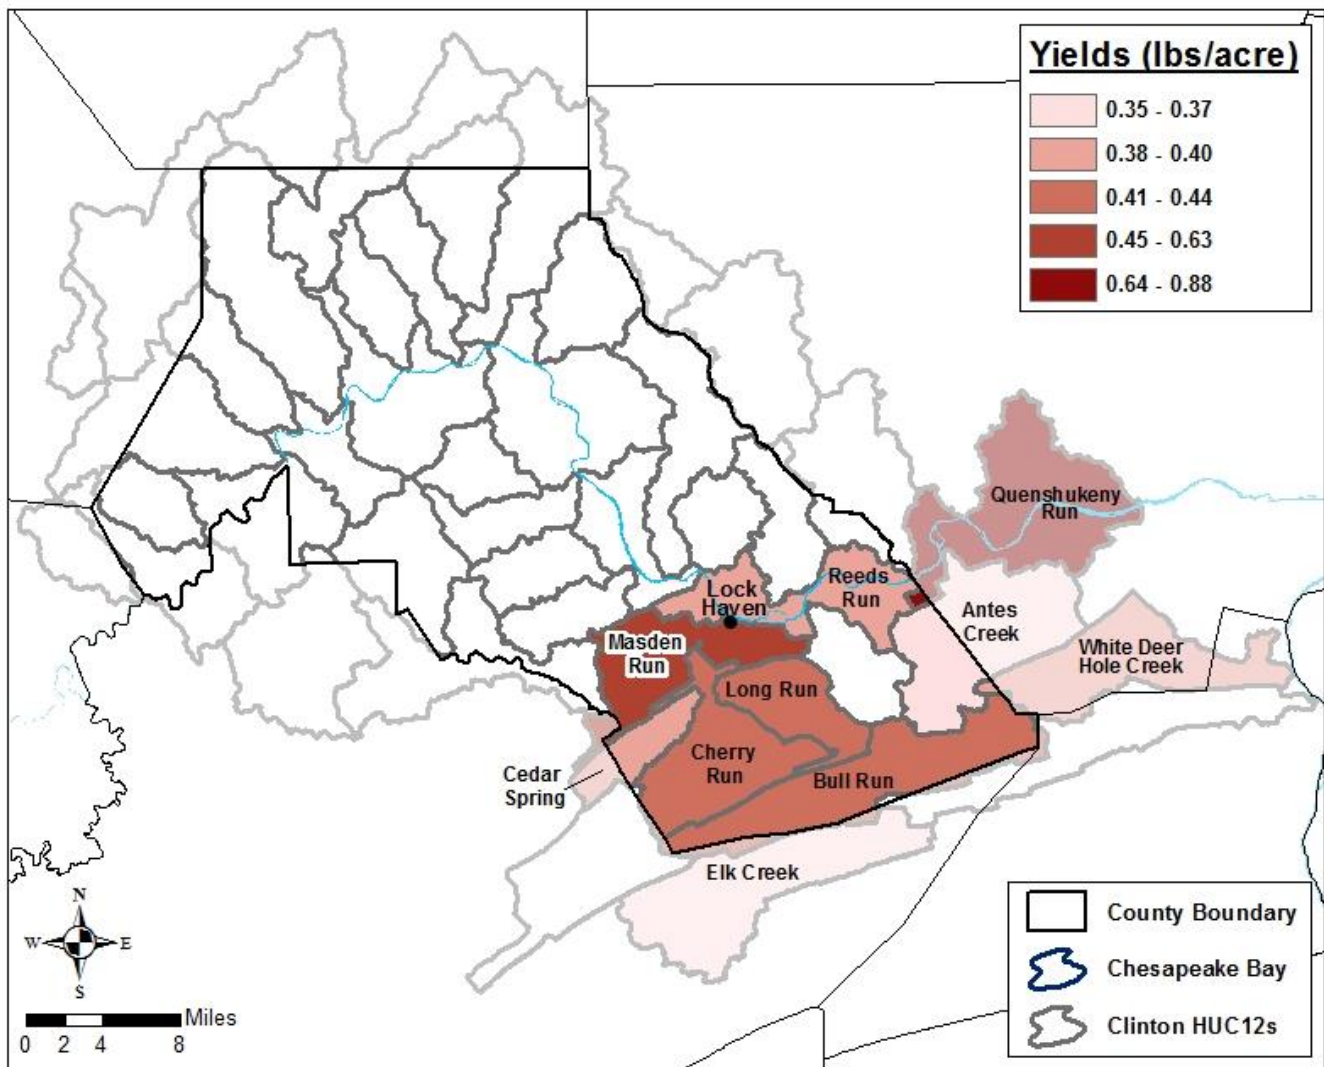 Yields (lbs/acre)
0.35 - 0.37
0.38 - 0.40
0.41 - 0.44
0.45 - 0.63
0.64 - 0.88
Quenshukeny
Run
Reeds
Run
Lock
Haven
Antes
Creek
Masden
Run
White Deer
Hole Creek
Long Run
Cherry
Run
Bull Run
Cedar
Spring
Elk Creek
N
W
E
S
Miles
0 2 4 8
County Boundary
Chesapeake Bay
Clinton HUC12s